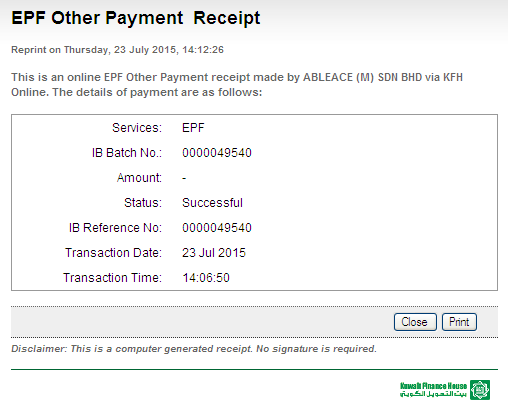 EPF Other Payment Receipt
Reprint on Thursday, 23 July 2015, 14:12:26
This is an online EPF Other Payment receipt made by ABLEACE (M) SDN BHD via KFH
Online. The details of payment are as follows:
Services: EPF
IB Batch No.: 0000049540
Amount: -
Status: Successful
IB Reference No: 0000049540
Transaction Date: 23 Jul 2015
Transaction Time: 14:06:50
Close Print
Disclaimer: This is a computer generated receipt. No signature is required.
Kuwait Finance House
بيت التمويل الكويتي